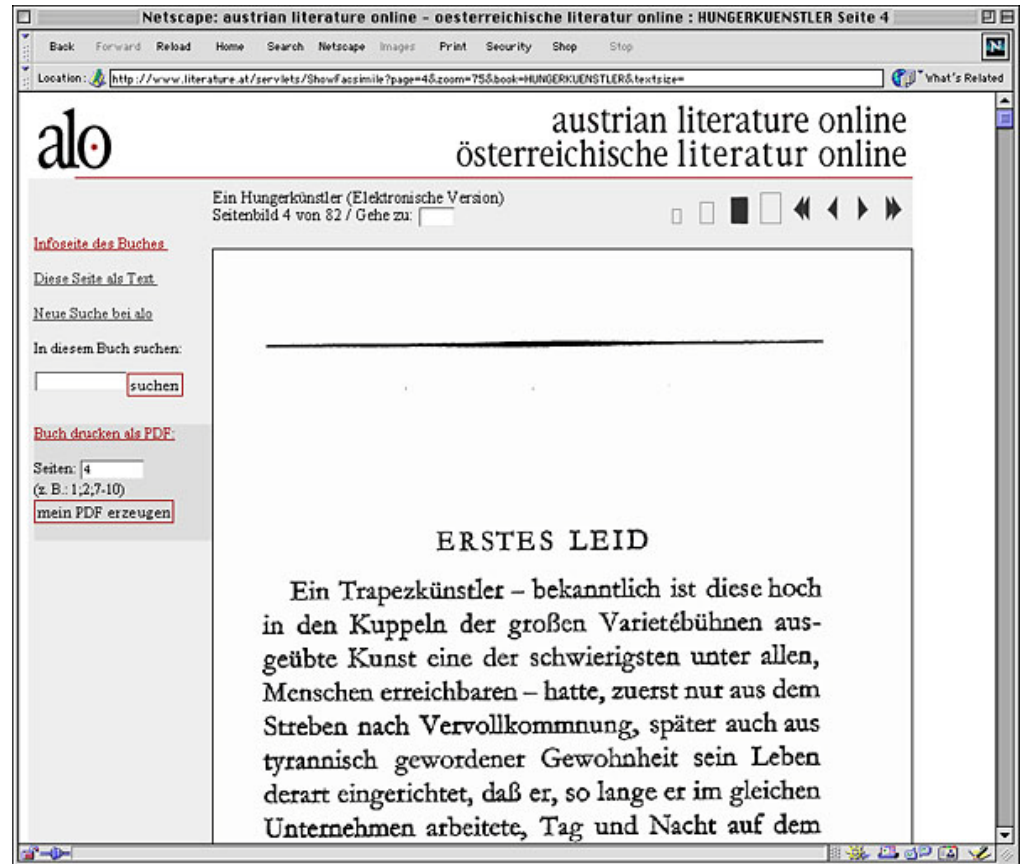 Netscape: austrian literature online - oesterreichische literatur online : HUNGERKUENSTLER Seite 4
Back Forward Reload Home Search Netscape Images Print Security Shop Stop
N
Location: http://www.literature.at/servlets/ShowFacsimile?page=4&zoom=75&book=HUNGERKUENSTLER&textsize= What's Related
alo
austrian literature online
österreichische literatur online
Ein Hungerkünstler (Elektronische Version)
Seitenbild 4 von 82 / Gehe zu:
Infoseite des Buches
Diese Seite als Text
Neue Suche bei alo
In diesem Buch suchen:
suchen
Buch drucken als PDF:
Seiten: 4
(z. B.: 1;2;7-10)
mein PDF erzeugen
ERSTES LEID
Ein Trapezkünstler – bekanntlich ist diese hoch
in den Kuppeln der großen Varietébühnen aus-
geübte Kunst eine der schwierigsten unter allen,
Menschen erreichbaren – hatte, zuerst nur aus dem
Streben nach Vervollkommnung, später auch aus
tyrannisch gewordener Gewohnheit sein Leben
derart eingerichtet, daß er, so lange er im gleichen
Unternehmen arbeitete, Tag und Nacht auf dem